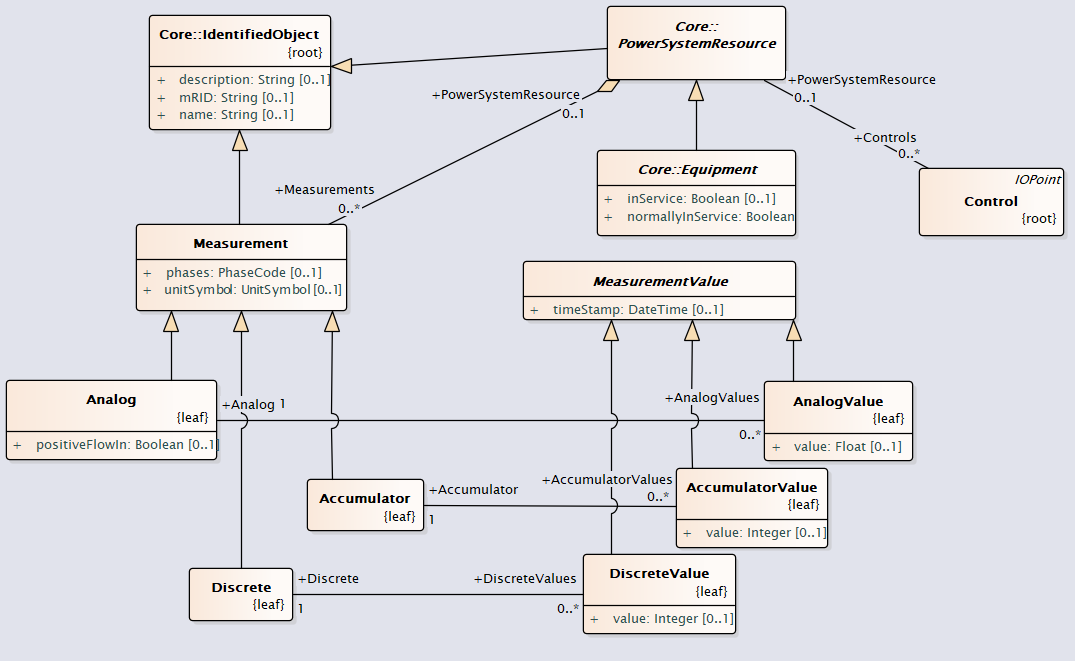 Core::IdentifiedObject
{root}
+ description: String [0..1]
+ mRID: String [0..1]
+ name: String [0..1]
Core::
PowerSystemResource
+PowerSystemResource
0..1
+PowerSystemResource
0..1
+Controls
0..*
IOPoint
Control
{root}
Core::Equipment
+ inService: Boolean [0..1]
+ normallyInService: Boolean
+Measurements
0..*
Measurement
+ phases: PhaseCode [0..1]
+ unitSymbol: UnitSymbol [0..1]
MeasurementValue
+ timeStamp: DateTime [0..1]
Analog
{leaf}
+ positiveFlowIn: Boolean [0..1]
+Analog 1
+AnalogValues
0..*
AnalogValue
{leaf}
+ value: Float [0..1]
Accumulator
{leaf}
+Accumulator
1
+AccumulatorValues
0..*
AccumulatorValue
{leaf}
+ value: Integer [0..1]
Discrete
{leaf}
+Discrete
1
+DiscreteValues
0..*
DiscreteValue
{leaf}
+ value: Integer [0..1]